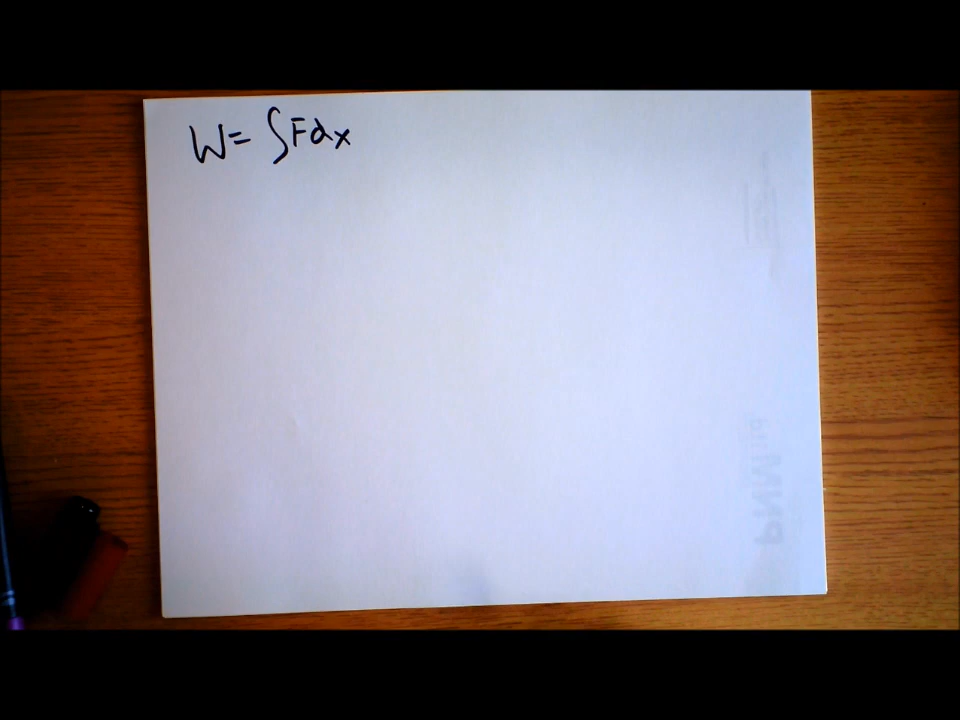 W = ∫Fdx